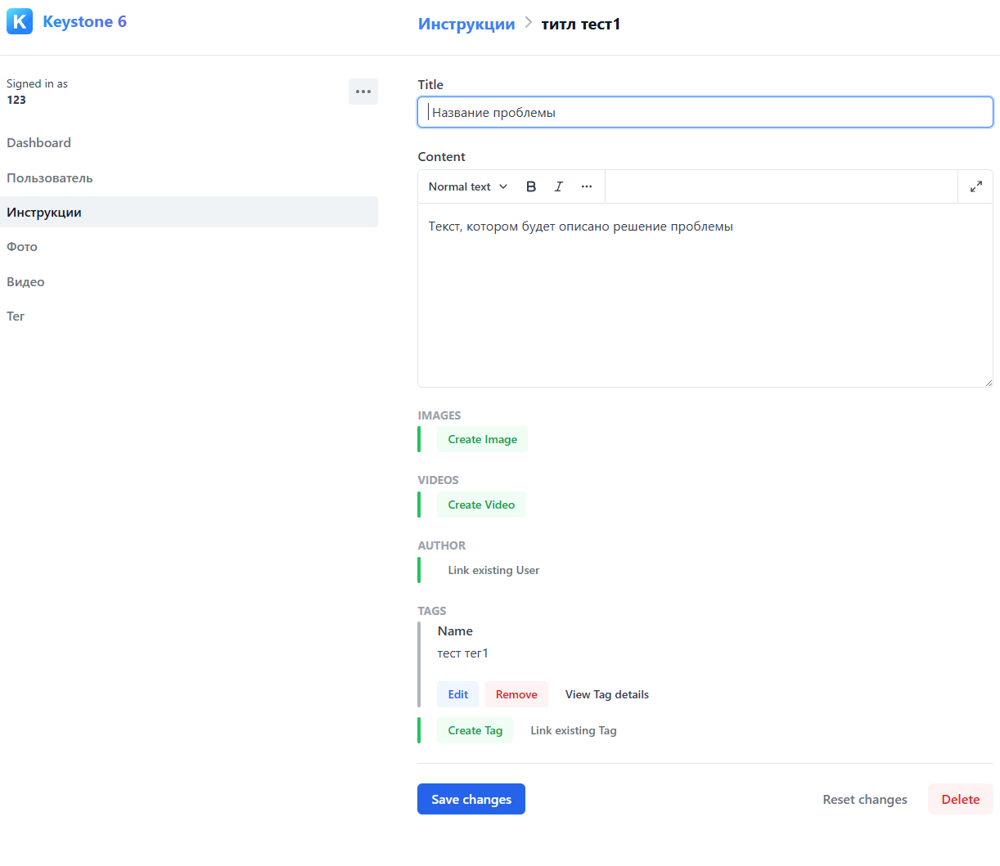 K Keystone 6
Инструкции > титл тест1
Signed in as
123
Dashboard
Пользователь
Инструкции
Фото
Видео
Тег
Title
Название проблемы
Content
Normal text B I
Текст, котором будет описано решение проблемы
IMAGES
Create Image
VIDEOS
Create Video
AUTHOR
Link existing User
TAGS
Name
тест тег1
Edit Remove View Tag details
Create Tag Link existing Tag
Save changes Reset changes Delete